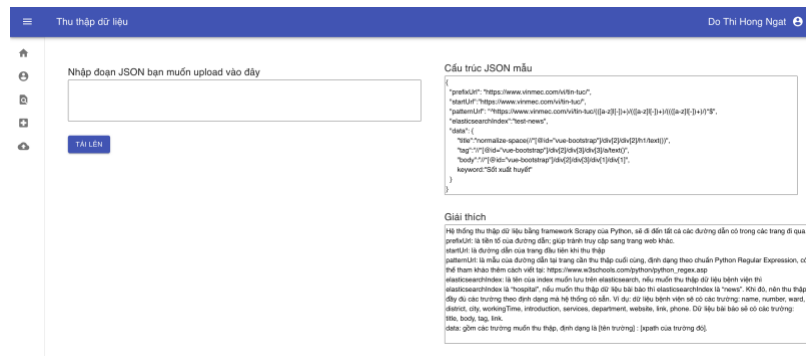 Thu thập dữ liệu
Do Thi Hong Ngat
Nhập đoạn JSON bạn muốn upload vào đây
TẢI LÊN
Cấu trúc JSON mẫu
{
"prefixUrl": "https://www.vinmec.com/vi/tin-tuc/",
"startUrl":"https://www.vinmec.com/vi/tin-tuc/",
"elasticsearchIndex":"test-news",
"data": {
"title":"normalize-space(//*[@id="vue-bootstrap"]/div[2]/div[2]/h1/text())",
"tag":"//*[@id="vue-bootstrap"]/div[2]/div[3]/div[3]/a/text()",
"body":"//*[@id="vue-bootstrap"]/div[2]/div[3]/div[1]/div[1]",
keyword:"Sốt xuất huyết"
}
}
Giải thích
Hệ thống thu thập dữ liệu bằng framework Scrapy của Python, sẽ đi đến tất cả các đường dẫn có trong các trang đi qua.
prefixUrl: là tiền tố của đường dẫn; giúp tránh truy cập sang trang web khác.
startUrl: là đường dẫn của trang đầu tiên khi thu thập
patternUrl: là mẫu của đường dẫn tại trang cần thu thập cuối cùng, định dạng theo chuẩn Python Regular Expression, có
thể tham khảo thêm cách viết tại: https://www.w3schools.com/python/python_regex.asp
elasticsearchIndex: là tên của index muốn lưu trên elasticsearch, nếu muốn thu thập dữ liệu bệnh viện thì
elasticsearchIndex là "hospital", nếu muốn thu thập dữ liệu bài báo thì elasticsearchIndex là "news". Khi đó, nên thu thập
đầy đủ các trường theo định dạng mà hệ thống có sẵn. Ví dụ: dữ liệu bệnh viện sẽ có các trường: name, number, ward,
district, city, workingTime, introduction, services, department, website, link, phone. Dữ liệu bài báo sẽ có các trường:
title, body, tag, link.
data: gồm các trường muốn thu thập, định dạng là [tên trường] : [xpath của trường đó].